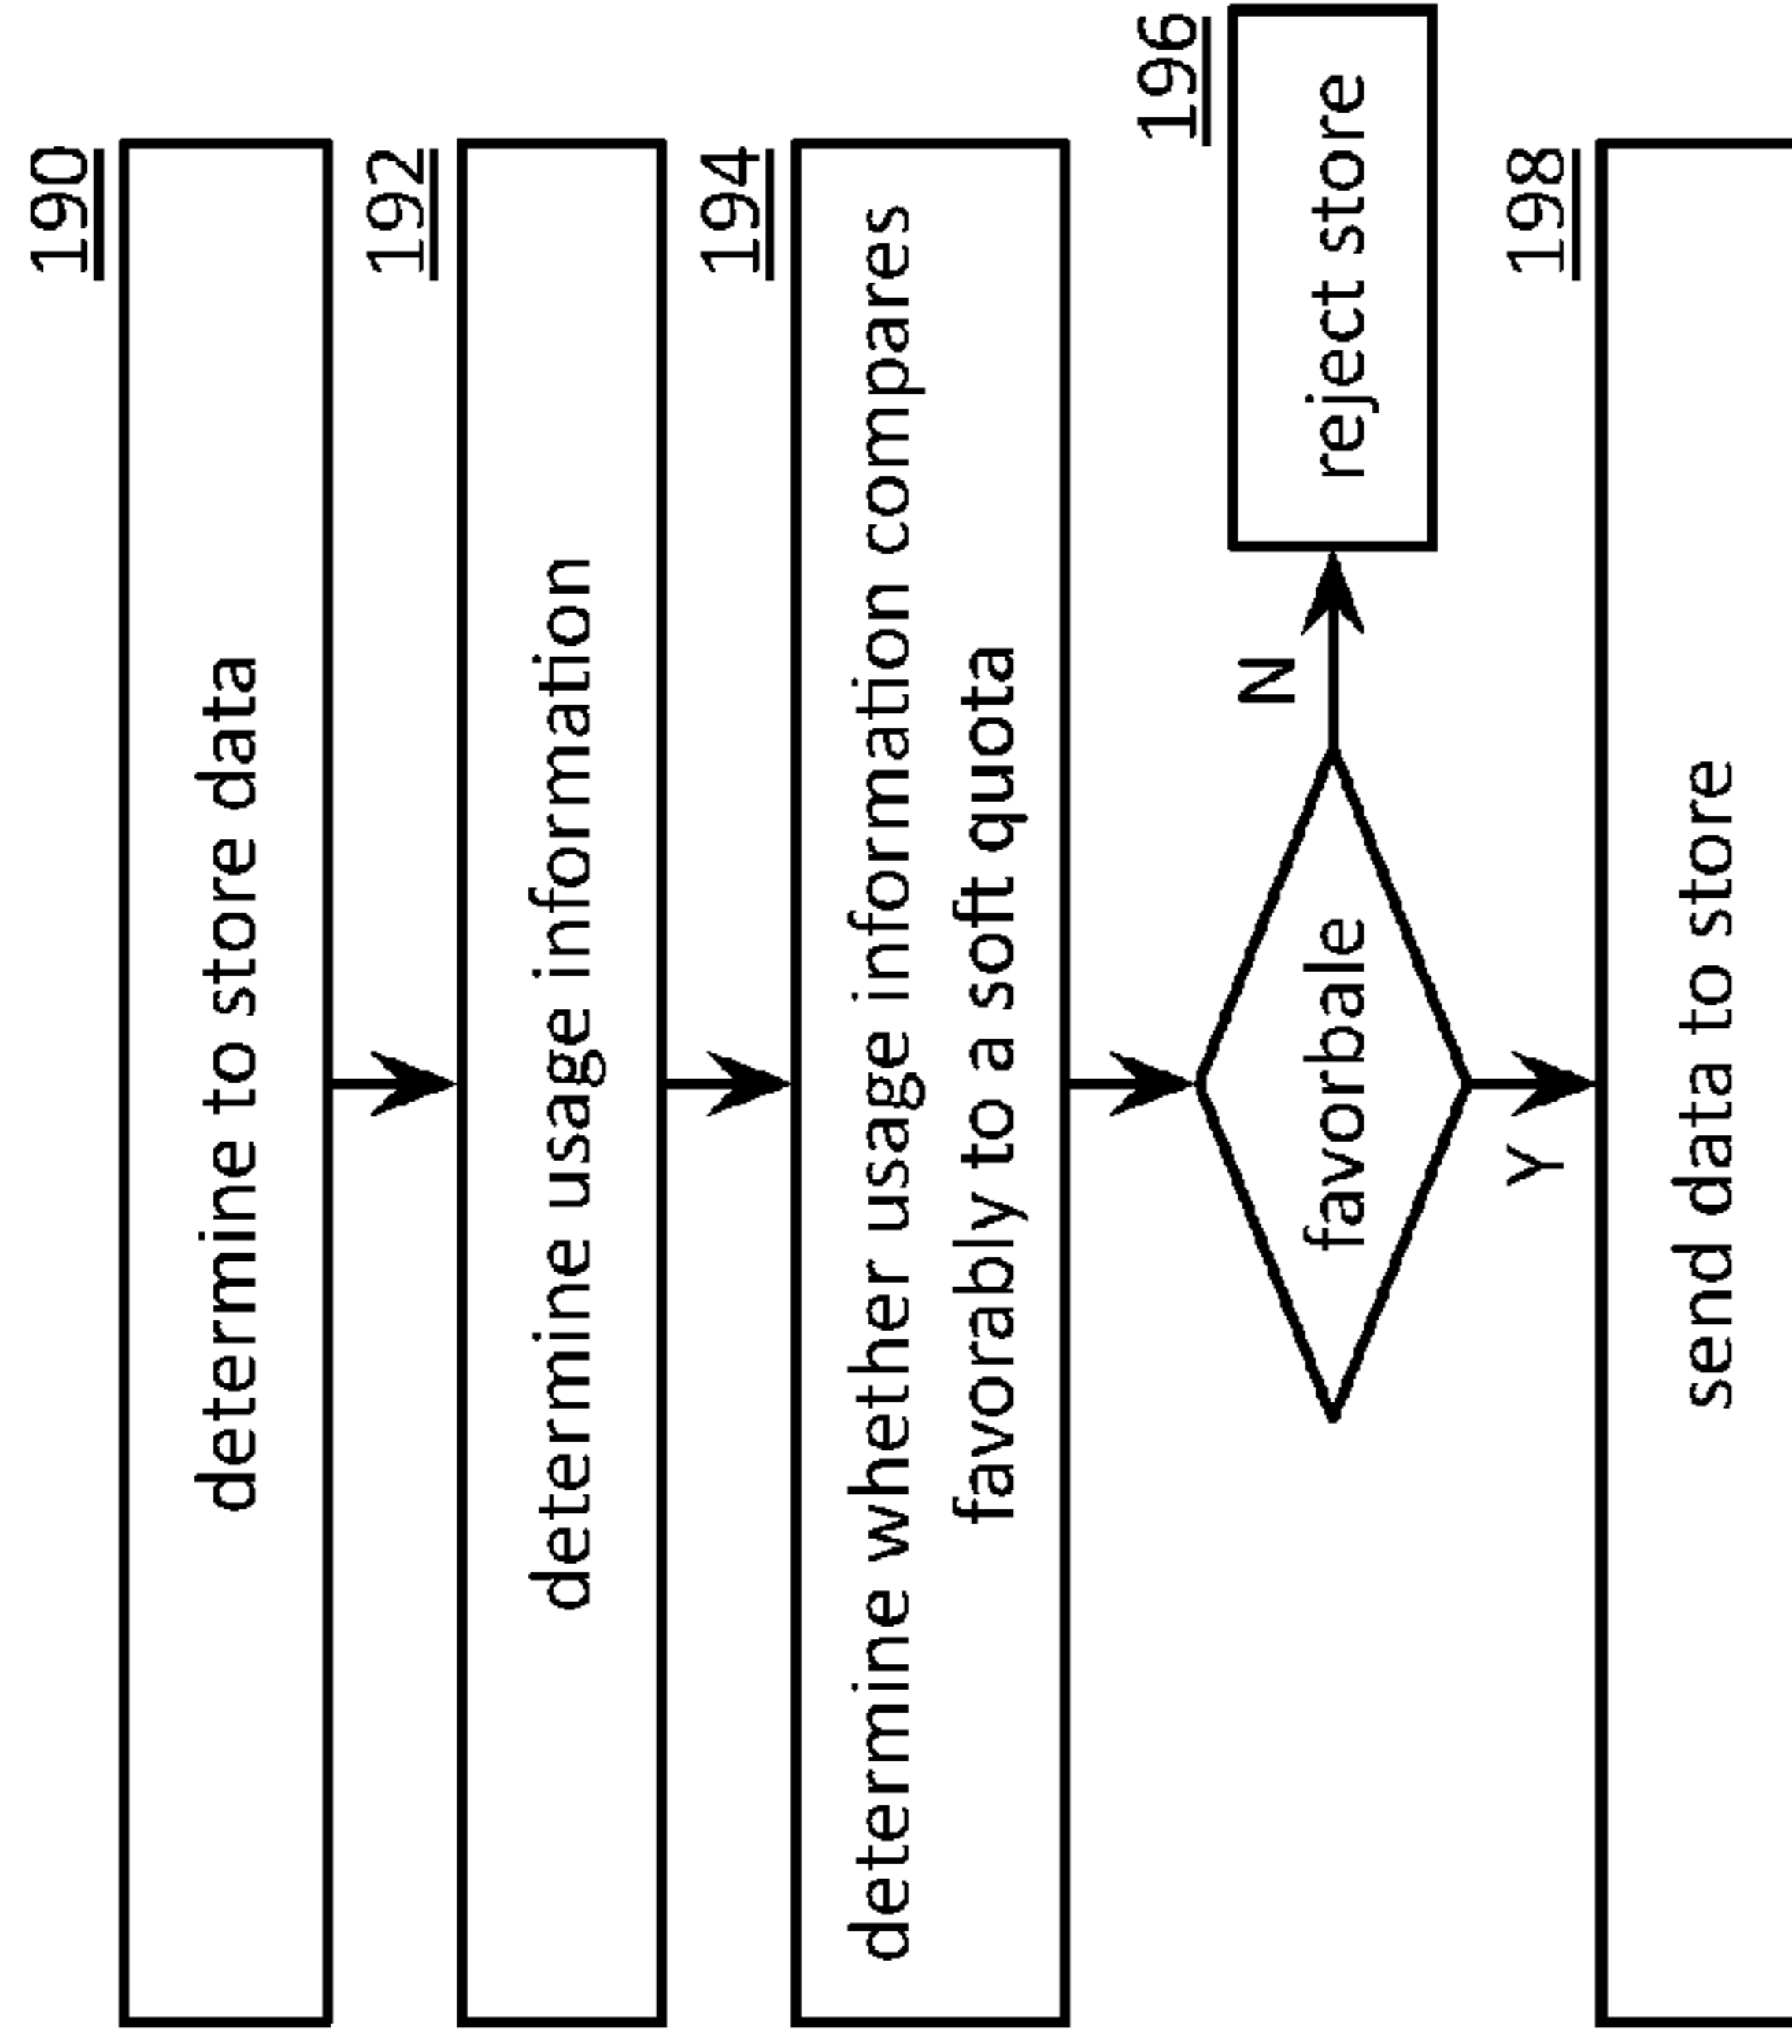 190
determine to store data
192
determine usage information
194
determine whether usage information compares
favorably to a soft quota
favorbale
N
196
reject store
Y
198
send data to store